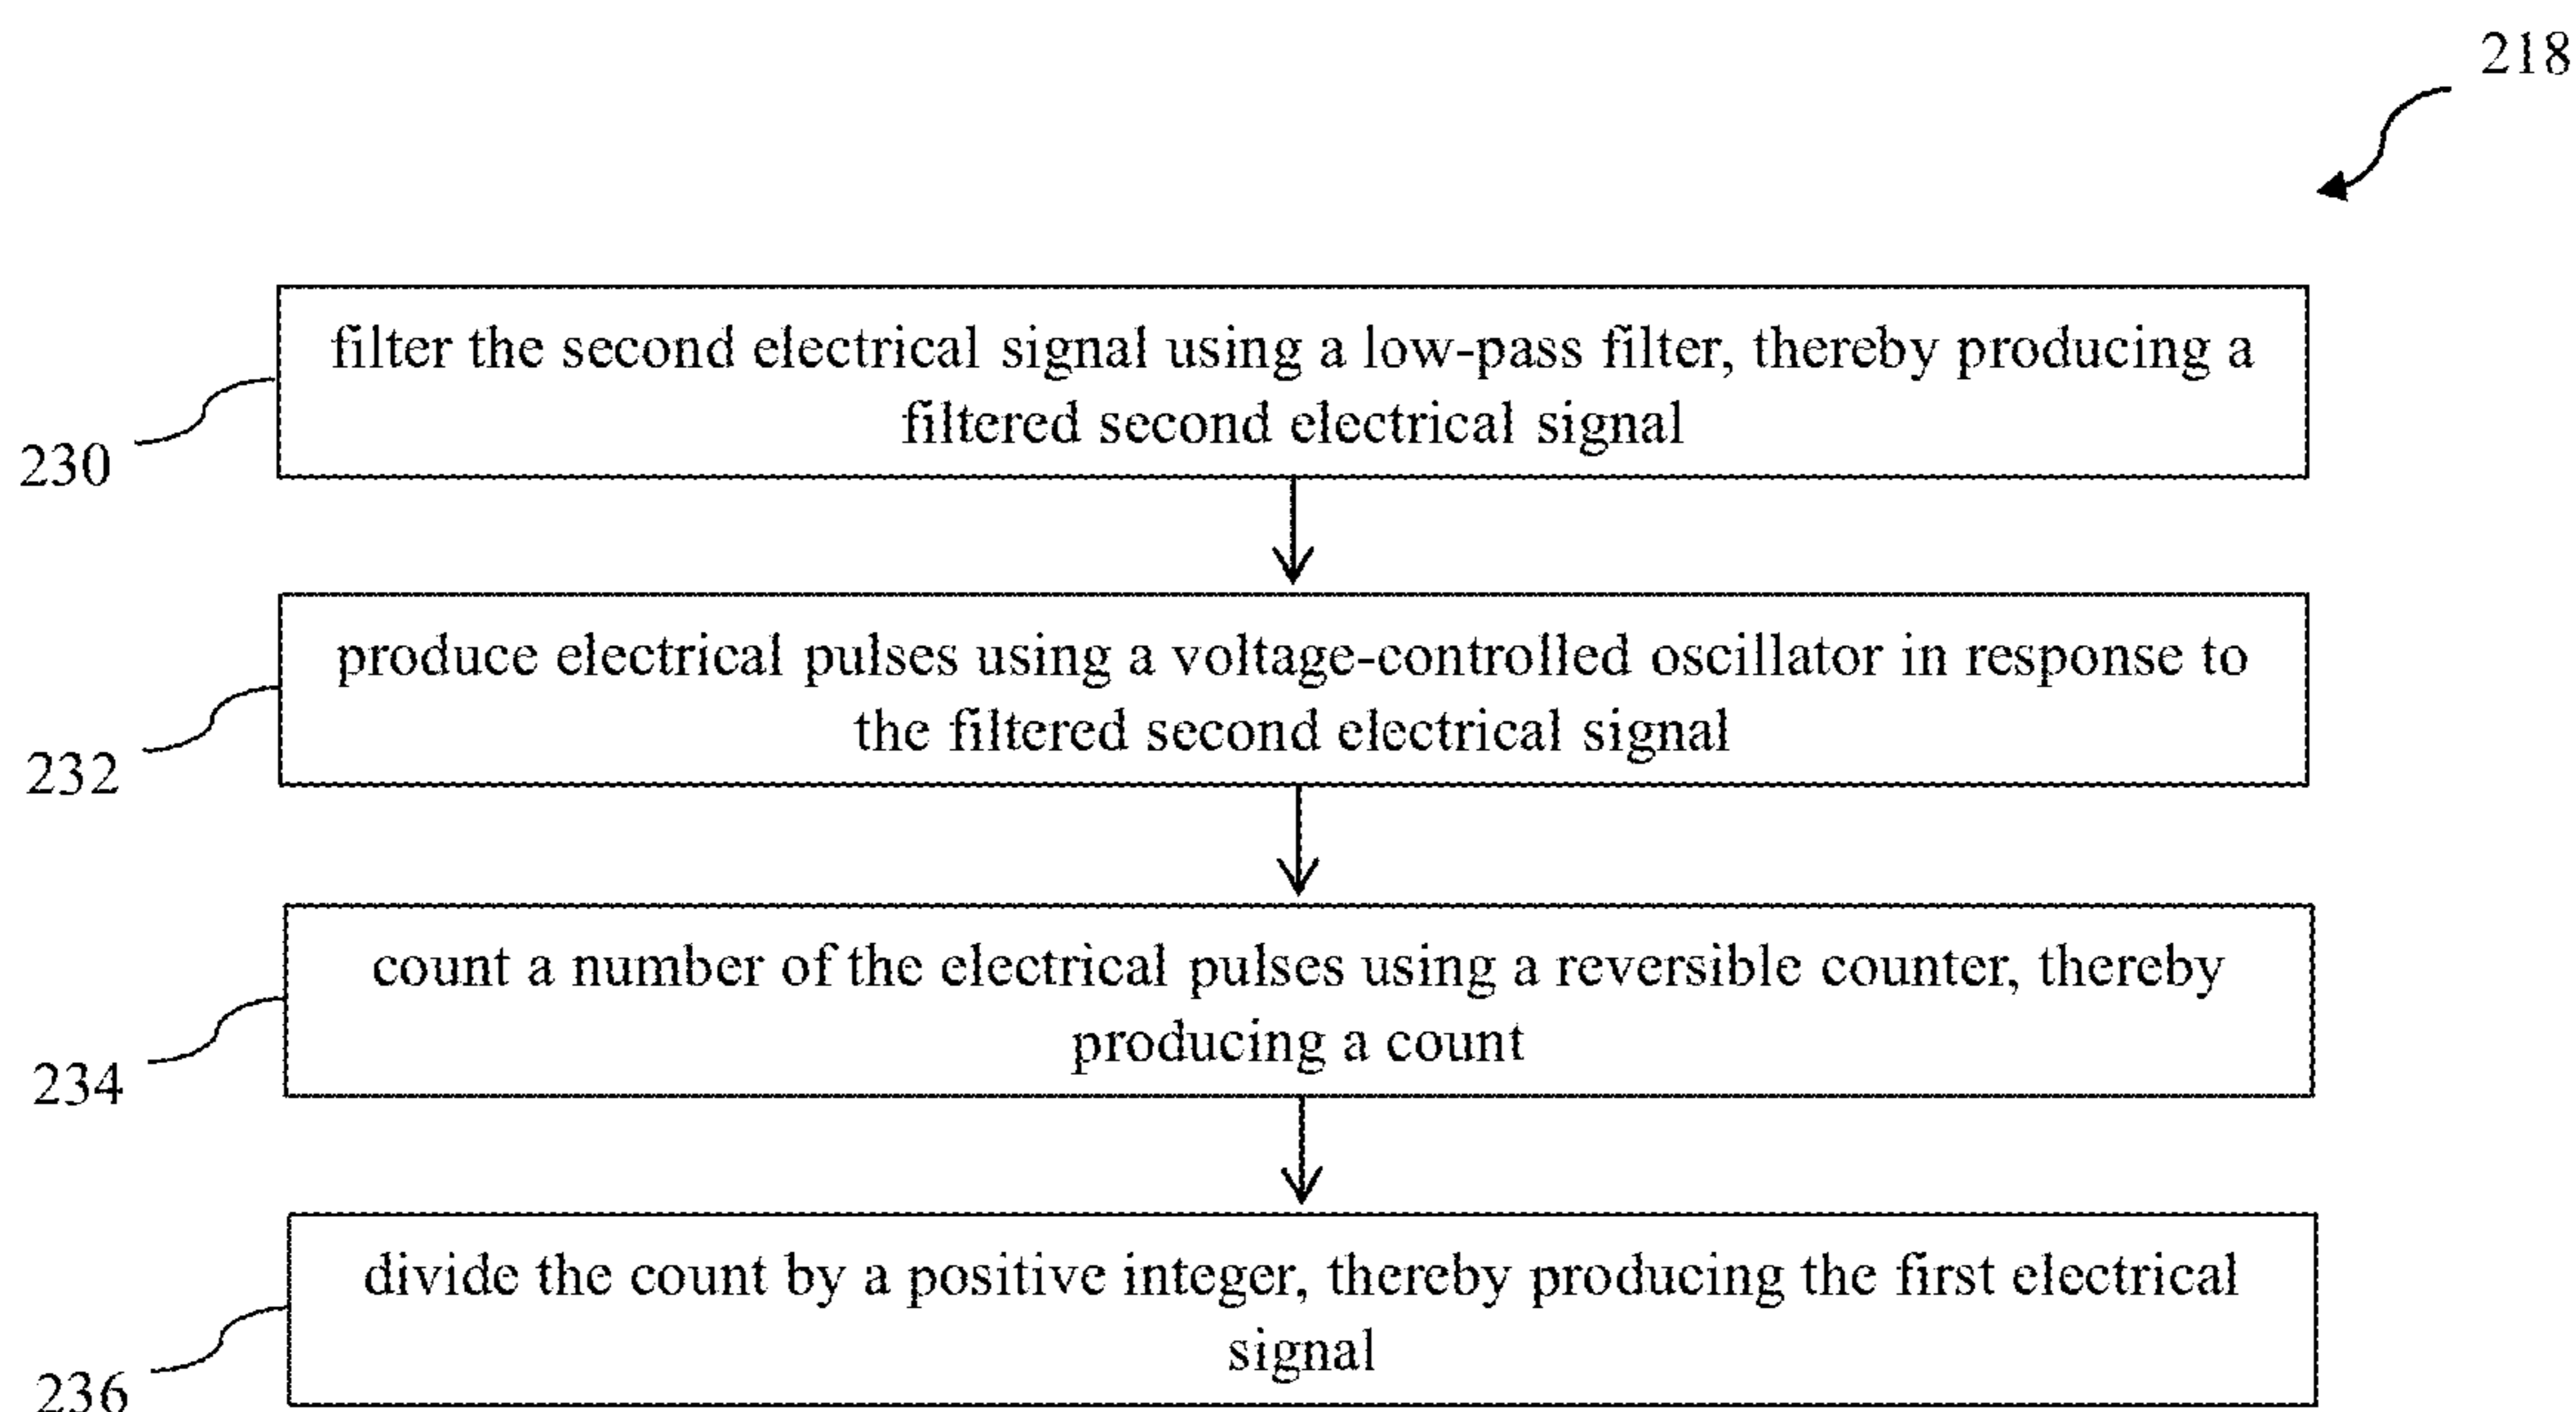 218
filter the second electrical signal using a low-pass filter, thereby producing a
filtered second electrical signal
230
produce electrical pulses using a voltage-controlled oscillator in response to
the filtered second electrical signal
232
count a number of the electrical pulses using a reversible counter, thereby
producing a count
234
divide the count by a positive integer, thereby producing the first electrical
signal
236